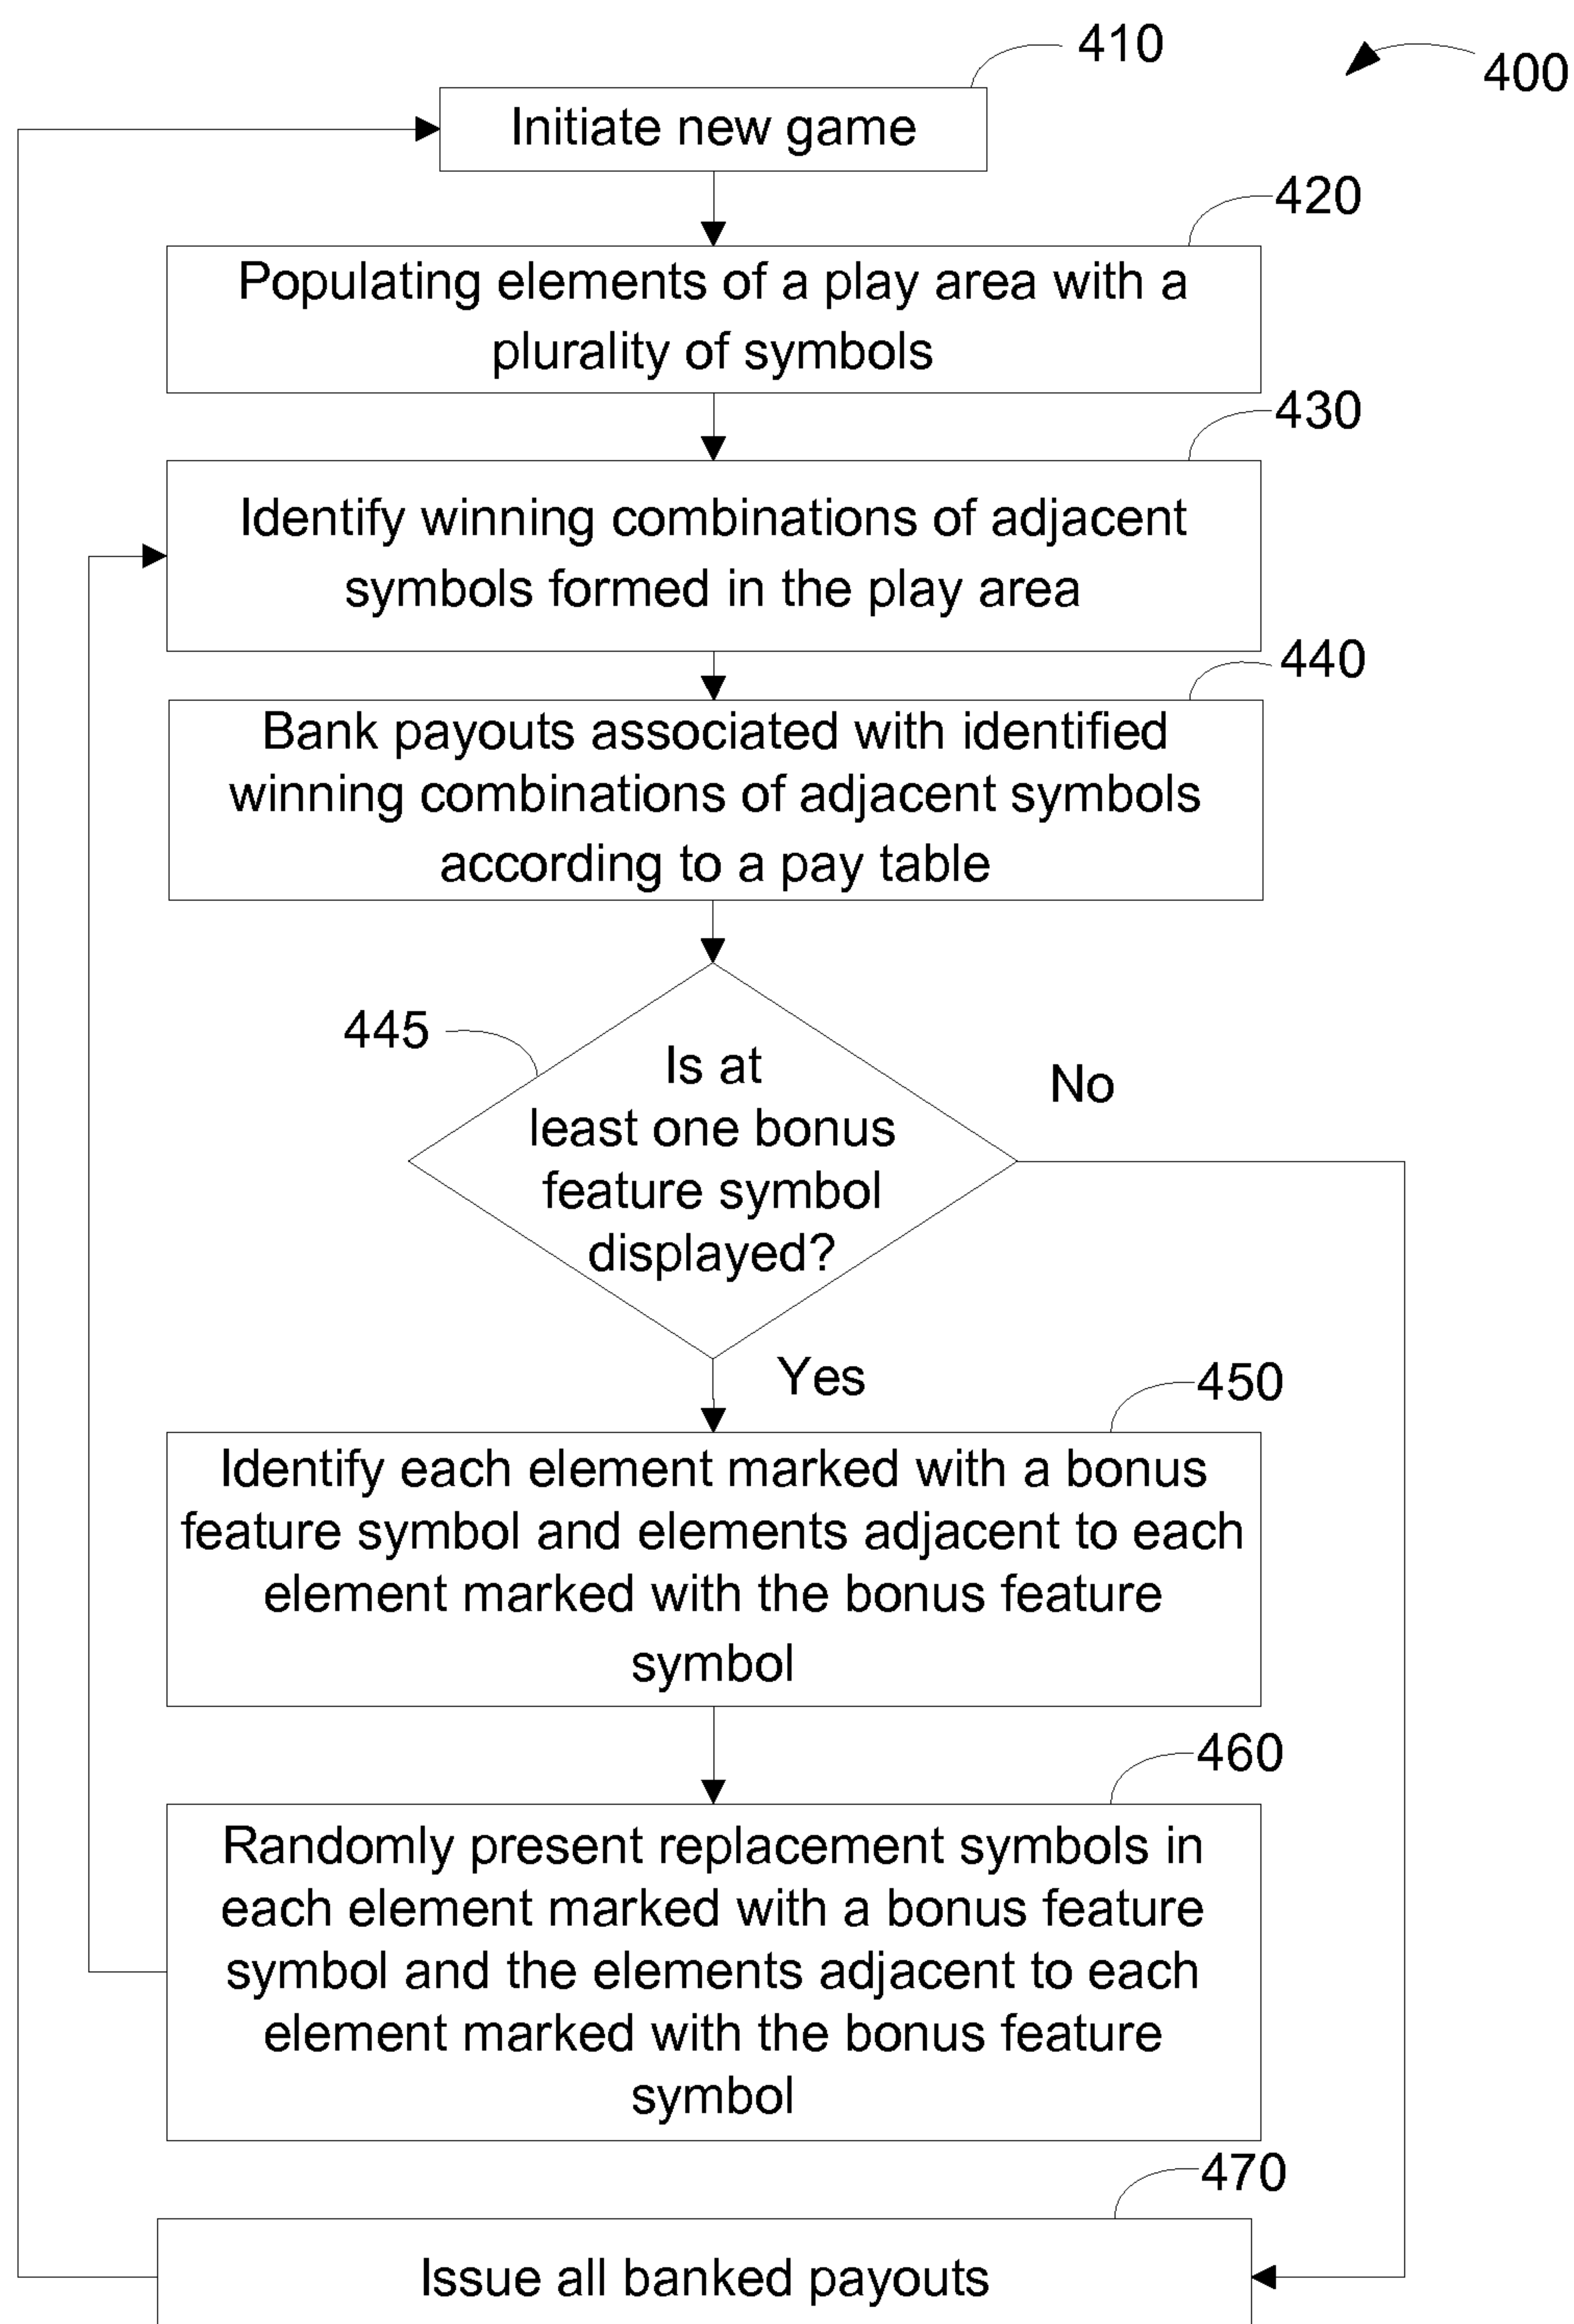 410
400
Initiate new game
420
Populating elements of a play area with a
plurality of symbols
430
Identify winning combinations of adjacent
symbols formed in the play area
440
Bank payouts associated with identified
winning combinations of adjacent symbols
according to a pay table
445
Is at
least one bonus
feature symbol
displayed?
No
Yes
450
Identify each element marked with a bonus
feature symbol and elements adjacent to each
element marked with the bonus feature
symbol
460
Randomly present replacement symbols in
each element marked with a bonus feature
symbol and the elements adjacent to each
element marked with the bonus feature
symbol
470
Issue all banked payouts